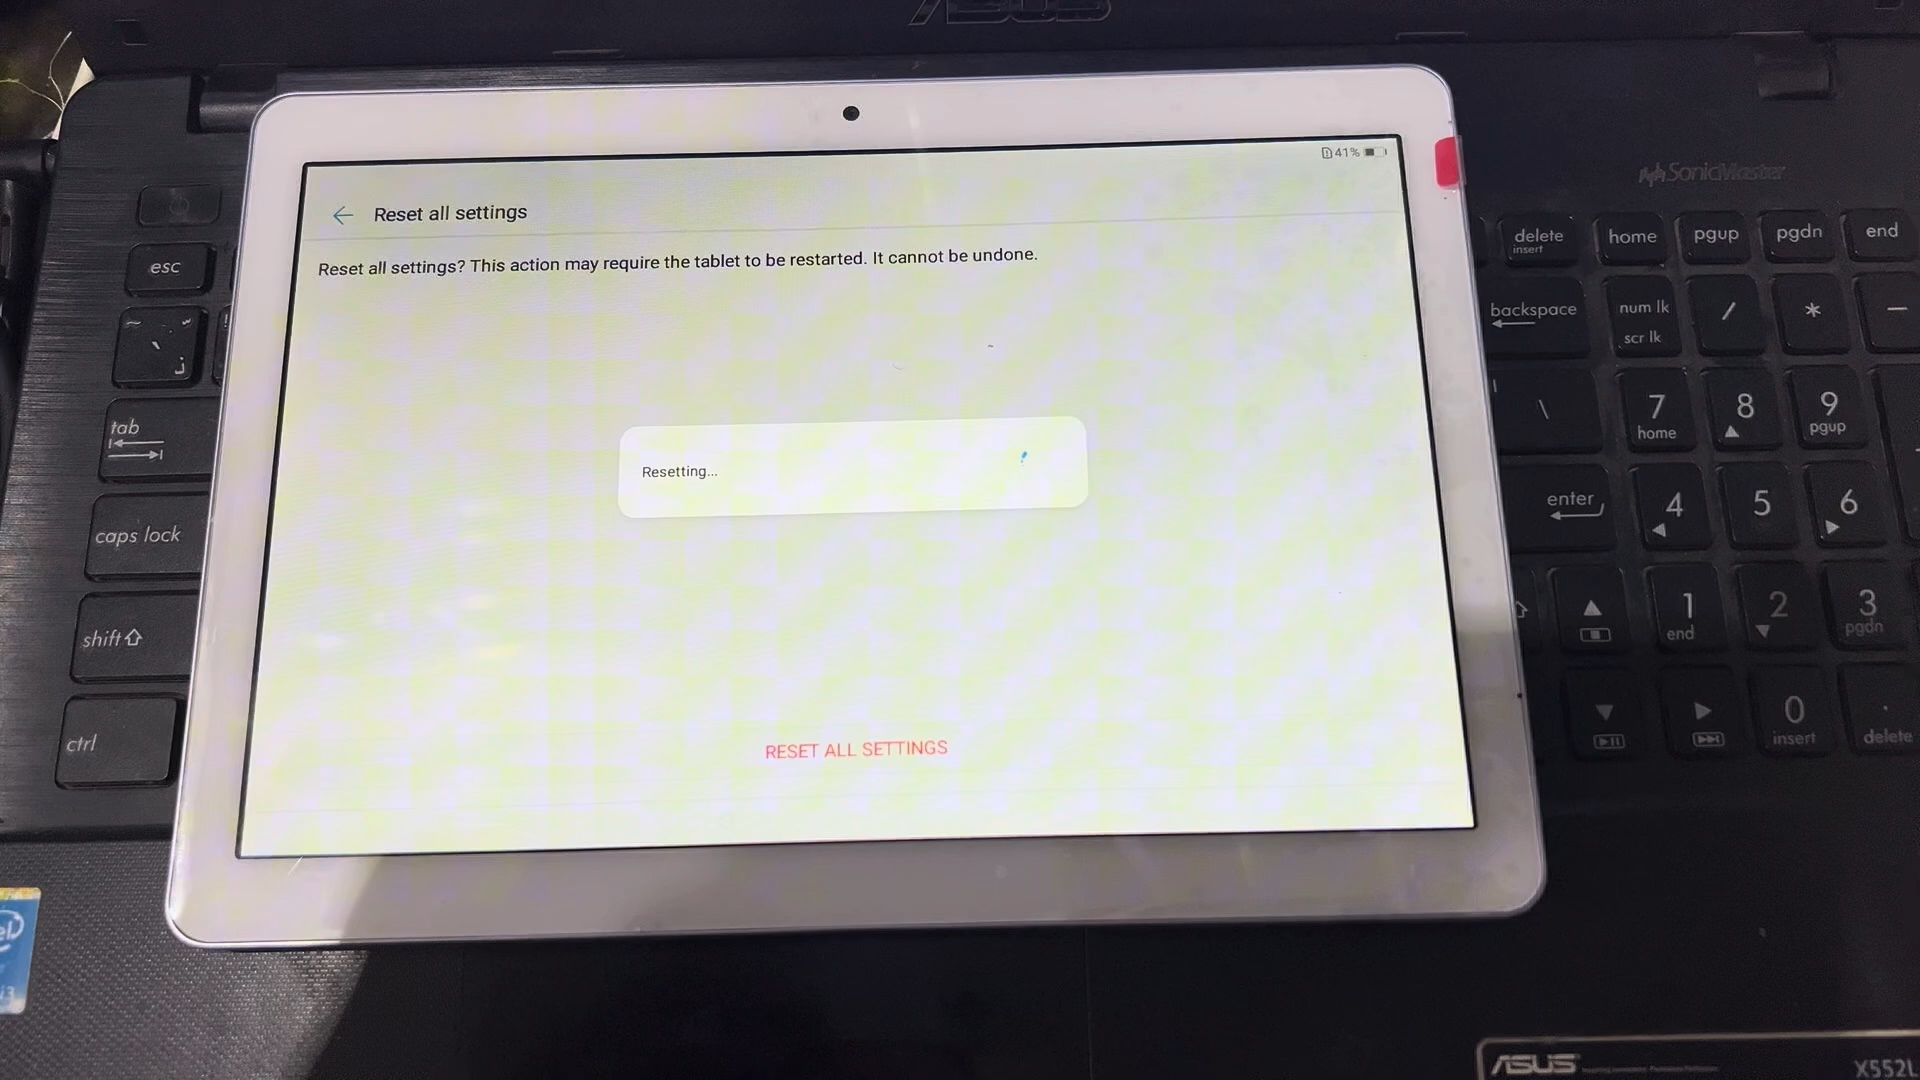 ASUS
41%
Reset all settings
Reset all settings? This action may require the tablet to be restarted. It cannot be undone.
Resetting...
RESET ALL SETTINGS
SonicMaster
esc
tab
caps lock
shift
ctrl
delete
insert
home
pgup
pgdn
end
backspace
num lk
scr lk
/
*
-
\
7
home
8
9
pgup
enter
4
5
6
1
end
2
3
pgdn
0
insert
.
delete
ASUS
X552L